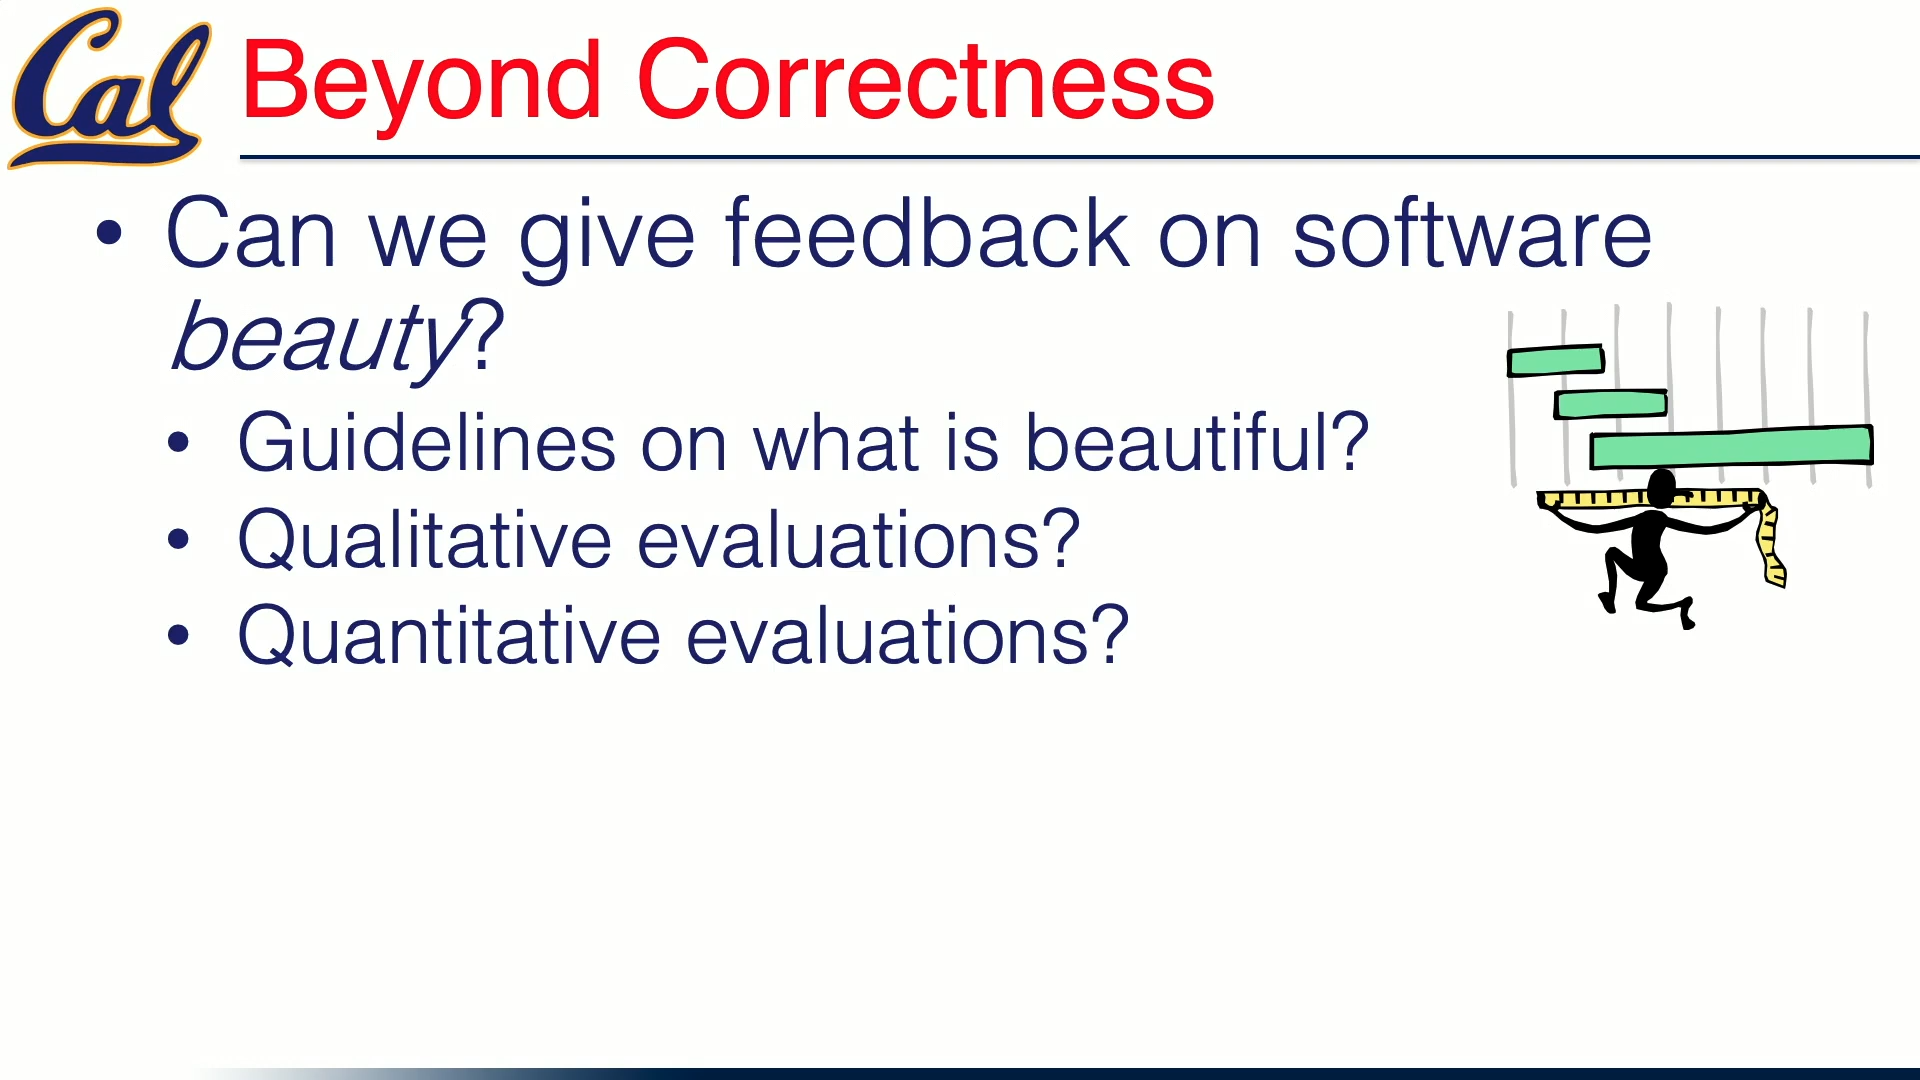 Cal
Beyond Correctness
• Can we give feedback on software
beauty?
• Guidelines on what is beautiful?
• Qualitative evaluations?
• Quantitative evaluations?